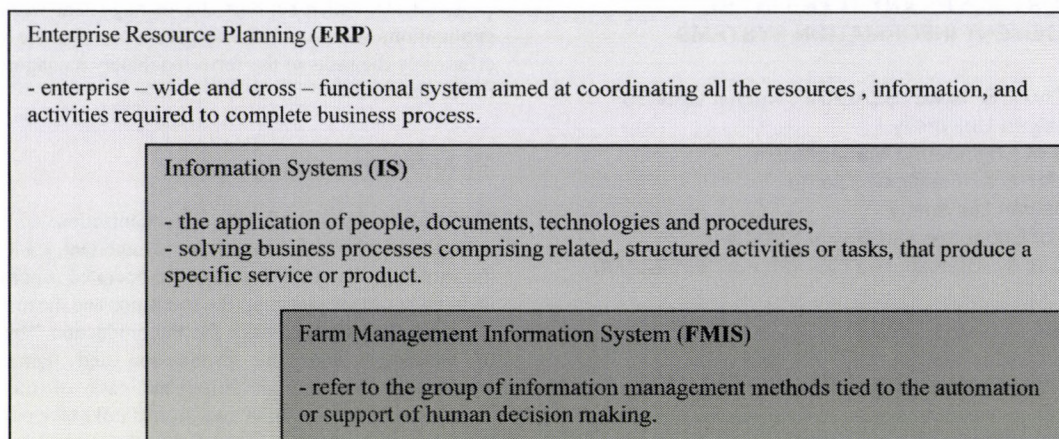 Enterprise Resource Planning (ERP)
- enterprise – wide and cross – functional system aimed at coordinating all the resources , information, and
activities required to complete business process.
Information Systems (IS)
- the application of people, documents, technologies and procedures,
- solving business processes comprising related, structured activities or tasks, that produce a
specific service or product.
Farm Management Information System (FMIS)
- refer to the group of information management methods tied to the automation
or support of human decision making.